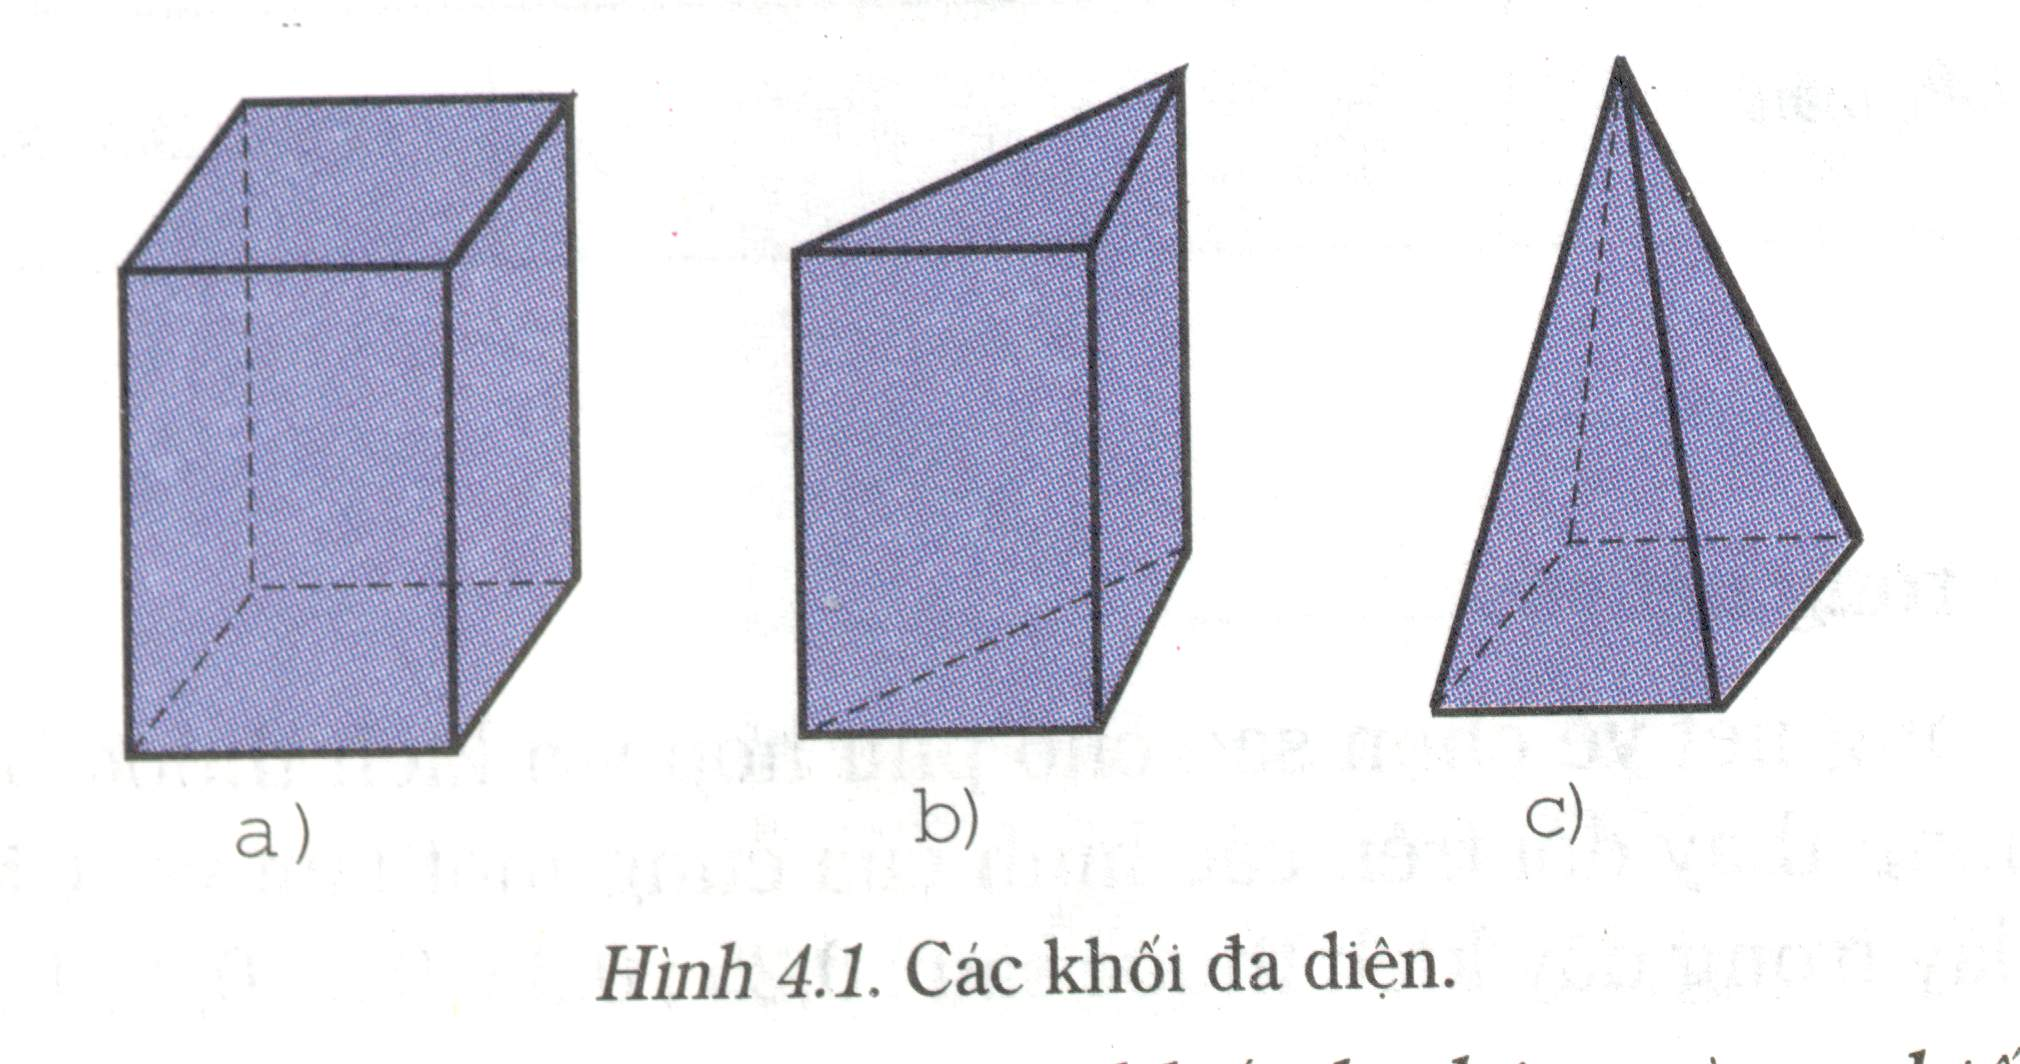 a)
b)
c)
Hình 4.1. Các khối đa diện.